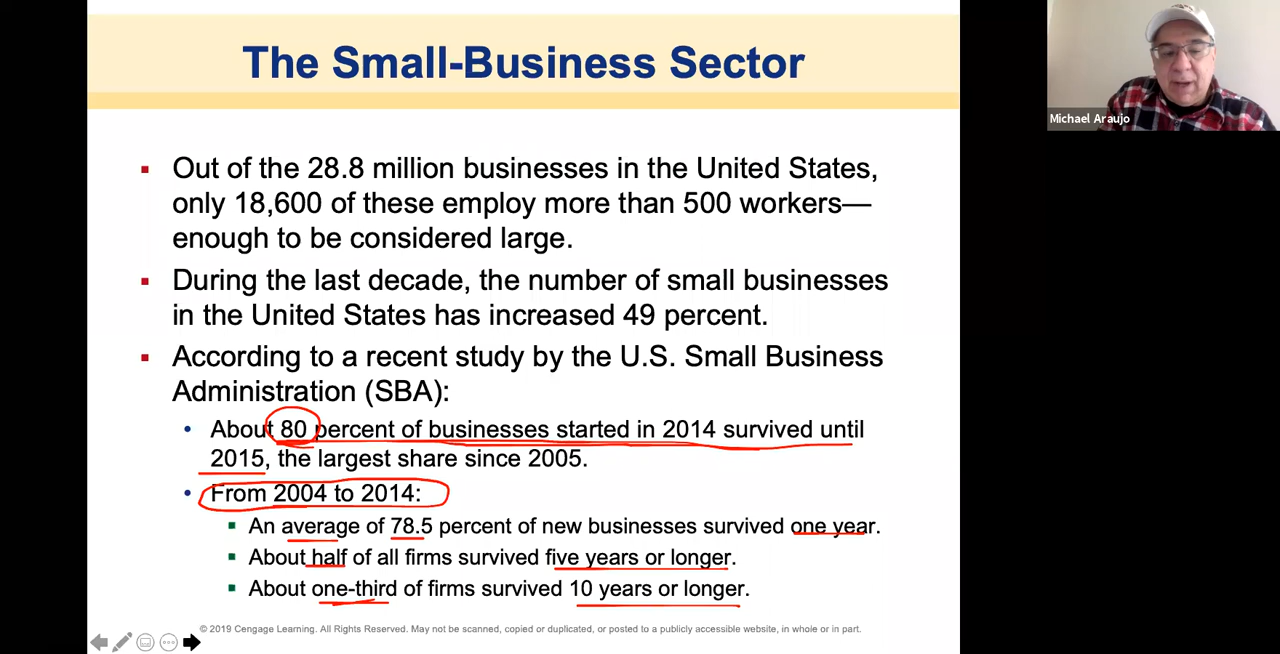 The Small-Business Sector
Michael Araujo
▪ Out of the 28.8 million businesses in the United States,
only 18,600 of these employ more than 500 workers—
enough to be considered large.
▪ During the last decade, the number of small businesses
in the United States has increased 49 percent.
▪ According to a recent study by the U.S. Small Business
Administration (SBA):
• About 80 percent of businesses started in 2014 survived until
2015, the largest share since 2005.
• From 2004 to 2014:
▪ An average of 78.5 percent of new businesses survived one year.
▪ About half of all firms survived five years or longer.
▪ About one-third of firms survived 10 years or longer.
© 2019 Cengage Learning. All Rights Reserved. May not be scanned, copied or duplicated, or posted to a publicly accessible website, in whole or in part.